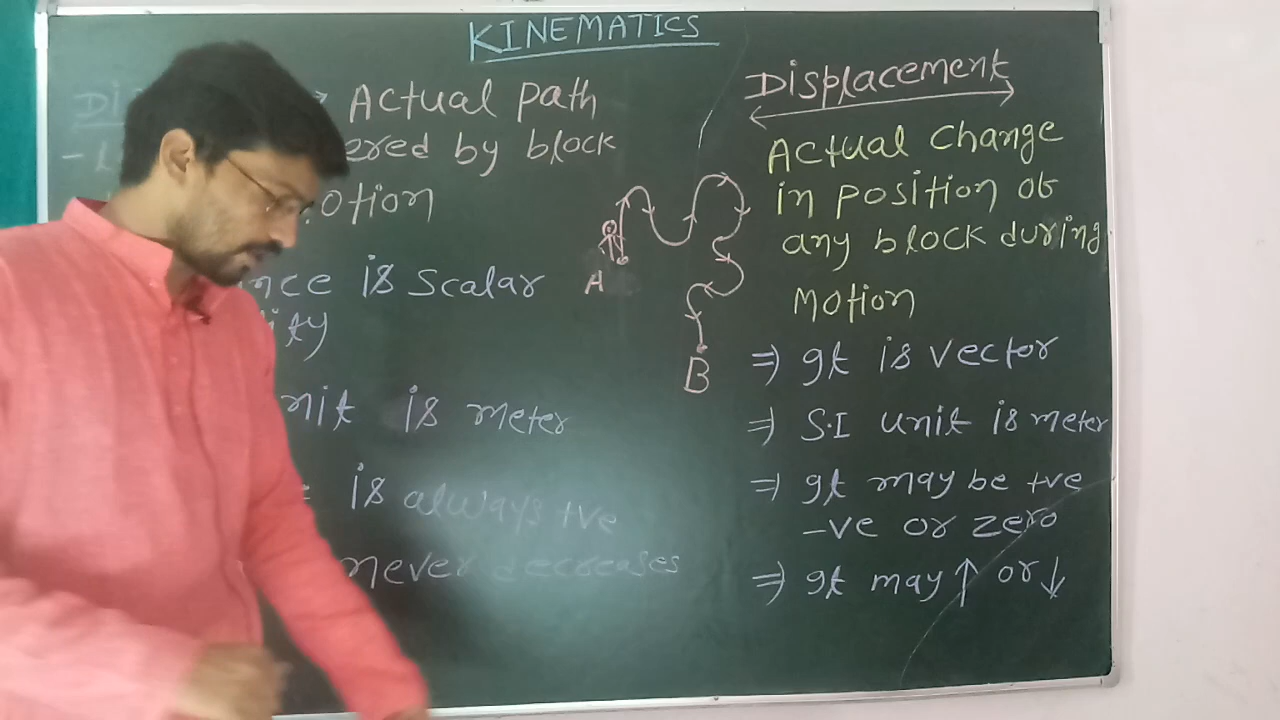 KINEMATICS
Actual path
ered by block
otion
nce is Scalar
ity
nit is meter
is always +ve
never decreases
A
B
Displacement
Actual Change
in position of
any block during
Motion
⇒ It is vector
⇒ S.I unit is meter
⇒ It may be +ve
-ve or zero
⇒ It may ↑ or ↓